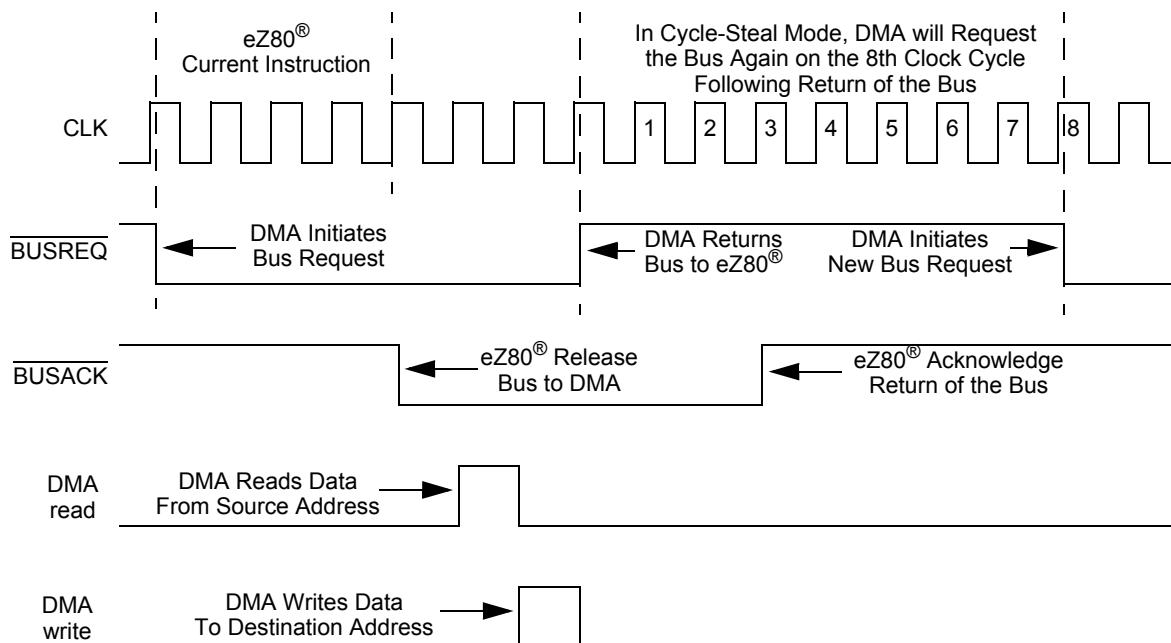 eZ80®
Current Instruction
In Cycle-Steal Mode, DMA will Request
the Bus Again on the 8th Clock Cycle
Following Return of the Bus
CLK
1 2 3 4 5 6 7 8
BUSREQ
DMA Initiates
Bus Request
DMA Returns
Bus to eZ80®
DMA Initiates
New Bus Request
BUSACK
eZ80® Release
Bus to DMA
eZ80® Acknowledge
Return of the Bus
DMA
read
DMA Reads Data
From Source Address
DMA
write
DMA Writes Data
To Destination Address